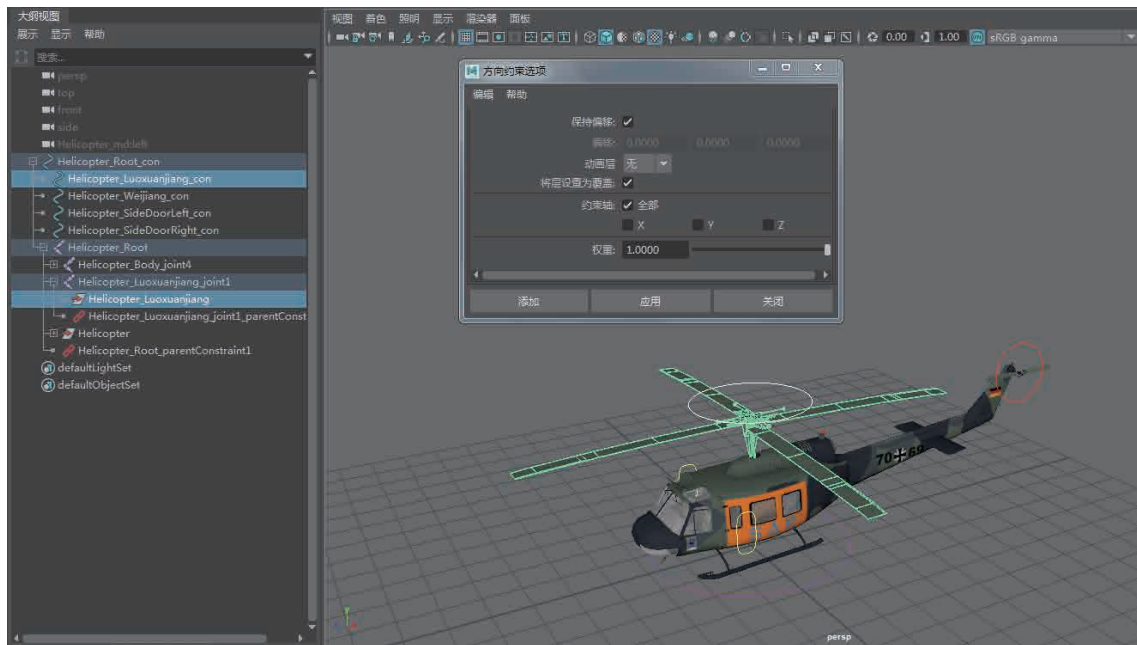 大纲视图
展示 显示 帮助
搜索...
persp
top
front
side
Helicopter_md:left
Helicopter_Root_con
Helicopter_Luoxuanjiang_con
Helicopter_Weijiang_con
Helicopter_SideDoorLeft_con
Helicopter_SideDoorRight_con
Helicopter_Root
Helicopter_Body_joint4
Helicopter_Luoxuanjiang_joint1
Helicopter_Luoxuanjiang
Helicopter_Luoxuanjiang_joint1_parentConst
Helicopter
Helicopter_Root_parentConstraint1
defaultLightSet
defaultObjectSet
视图 着色 照明 显示 渲染器 面板
0.00 1.00 sRGB gamma
方向约束选项
编辑 帮助
保持偏移:
偏移: 0.0000 0.0000 0.0000
动画层 无
将层设置为覆盖:
约束轴: 全部
X Y Z
权重: 1.0000
添加 应用 关闭
70 69
persp